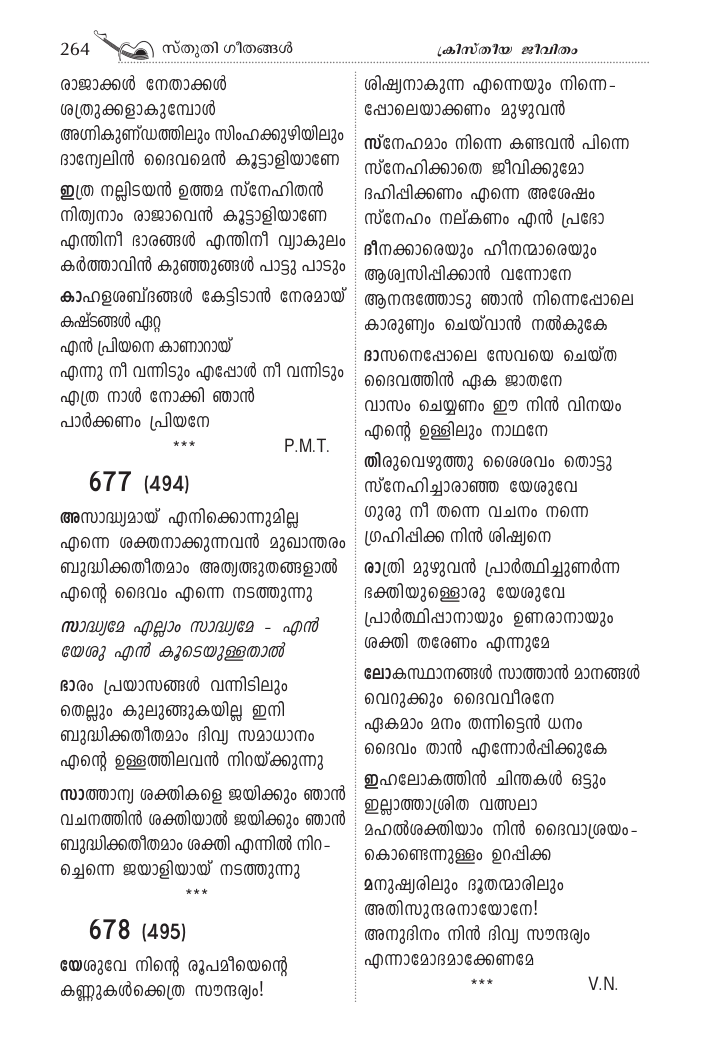 264 സ്തുതി ഗീതങ്ങൾ
ക്രിസ്തീയ ജീവിതം
രാജാക്കൾ നേതാക്കൾ
ശത്രുക്കളാകുമ്പോൾ
അഗ്നികുണ്ഡത്തിലും സിംഹക്കുഴിയിലും
ദാന്യേലിൻ ദൈവമെൻ കൂട്ടാളിയാണേ
ഇത്ര നല്ലിടയൻ ഉത്തമ സ്നേഹിതൻ
നിത്യനാം രാജാവെൻ കൂട്ടാളിയാണേ
എന്തിനീ ഭാരങ്ങൾ എന്തിനീ വ്യാകുലം
കർത്താവിൻ കുഞ്ഞുങ്ങൾ പാട്ടു പാടും
കാഹളശബ്ദങ്ങൾ കേട്ടിടാൻ നേരമായ്
കഷ്ടങ്ങൾ ഏറ്റ
എൻ പ്രിയനെ കാണാറായ്
എന്നു നീ വന്നിടും എപ്പോൾ നീ വന്നിടും
എത്ര നാൾ നോക്കി ഞാൻ
പാർക്കണം പ്രിയനേ
*** P.M.T.
677 (494)
അസാദ്ധ്യമായ് എനിക്കൊന്നുമില്ല
എന്നെ ശക്തനാക്കുന്നവൻ മുഖാന്തരം
ബുദ്ധിക്കതീതമാം അത്യത്ഭുതങ്ങളാൽ
എന്റെ ദൈവം എന്നെ നടത്തുന്നു
സാദ്ധ്യമേ എല്ലാം സാദ്ധ്യമേ - എൻ
യേശു എൻ കൂടെയുള്ളതാൽ
ഭാരം പ്രയാസങ്ങൾ വന്നിടിലും
തെല്ലും കുലുങ്ങുകയില്ല ഇനി
ബുദ്ധിക്കതീതമാം ദിവ്യ സമാധാനം
എന്റെ ഉള്ളത്തിലവൻ നിറയ്ക്കുന്നു
സാത്താന്യ ശക്തികളെ ജയിക്കും ഞാൻ
വചനത്തിൻ ശക്തിയാൽ ജയിക്കും ഞാൻ
ബുദ്ധിക്കതീതമാം ശക്തി എന്നിൽ നിറ-
ച്ചെന്നെ ജയാളിയായ് നടത്തുന്നു
***
678 (495)
യേശുവേ നിന്റെ രൂപമീയെന്റെ
കണ്ണുകൾക്കെത്ര സൗന്ദര്യം!
ശിഷ്യനാകുന്ന എന്നെയും നിന്നെ-
പ്പോലെയാക്കണം മുഴുവൻ
സ്നേഹമാം നിന്നെ കണ്ടവൻ പിന്നെ
സ്നേഹിക്കാതെ ജീവിക്കുമോ
ദഹിപ്പിക്കണം എന്നെ അശേഷം
സ്നേഹം നല്കണം എൻ പ്രഭോ
ദീനക്കാരെയും ഹീനന്മാരെയും
ആശ്വസിപ്പിക്കാൻ വന്നോനേ
ആനന്ദത്തോടു ഞാൻ നിന്നെപ്പോലെ
കാരുണ്യം ചെയ്‌വാൻ നൽകുകേ
ദാസനെപ്പോലെ സേവയെ ചെയ്ത
ദൈവത്തിൻ ഏക ജാതനേ
വാസം ചെയ്യണം ഈ നിൻ വിനയം
എന്റെ ഉള്ളിലും നാഥനേ
തിരുവെഴുത്തു ശൈശവം തൊട്ടു
സ്നേഹിച്ചാരാഞ്ഞ യേശുവേ
ഗുരു നീ തന്നെ വചനം നന്നെ
ഗ്രഹിപ്പിക്ക നിൻ ശിഷ്യനെ
രാത്രി മുഴുവൻ പ്രാർത്ഥിച്ചുണർന്ന
ഭക്തിയുള്ളൊരു യേശുവേ
പ്രാർത്ഥിപ്പാനായും ഉണരാനായും
ശക്തി തരേണം എന്നുമേ
ലോകസ്ഥാനങ്ങൾ സാത്താൻ മാനങ്ങൾ
വെറുക്കും ദൈവവീരനേ
ഏകമാം മനം തന്നിട്ടെൻ ധനം
ദൈവം താൻ എന്നോർപ്പിക്കുകേ
ഇഹലോകത്തിൻ ചിന്തകൾ ഒട്ടും
ഇല്ലാത്താശ്രിത വത്സലാ
മഹൽശക്തിയാം നിൻ ദൈവാശ്രയം-
കൊണ്ടെന്നുള്ളം ഉറപ്പിക്ക
മനുഷ്യരിലും ദൂതന്മാരിലും
അതിസുന്ദരനായോനേ!
അനുദിനം നിൻ ദിവ്യ സൗന്ദര്യം
എന്നാമോദമാക്കേണമേ
*** V.N.